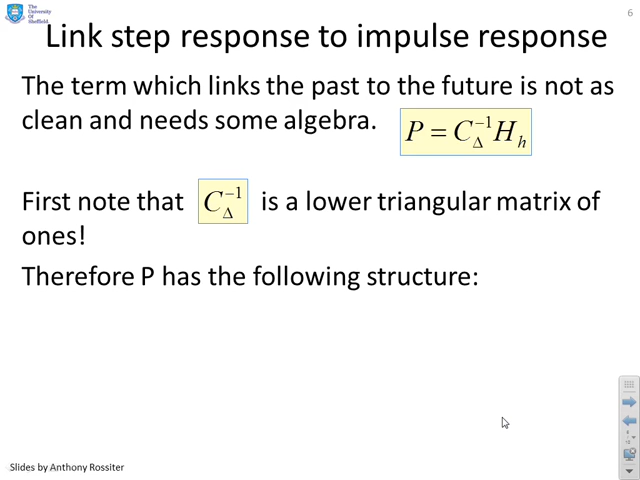 The
University
Of
Sheffield
6
Link step response to impulse response
The term which links the past to the future is not as
clean and needs some algebra. P = C_Δ^{-1} H_h
First note that C_Δ^{-1} is a lower triangular matrix of
ones!
Therefore P has the following structure:
Slides by Anthony Rossiter